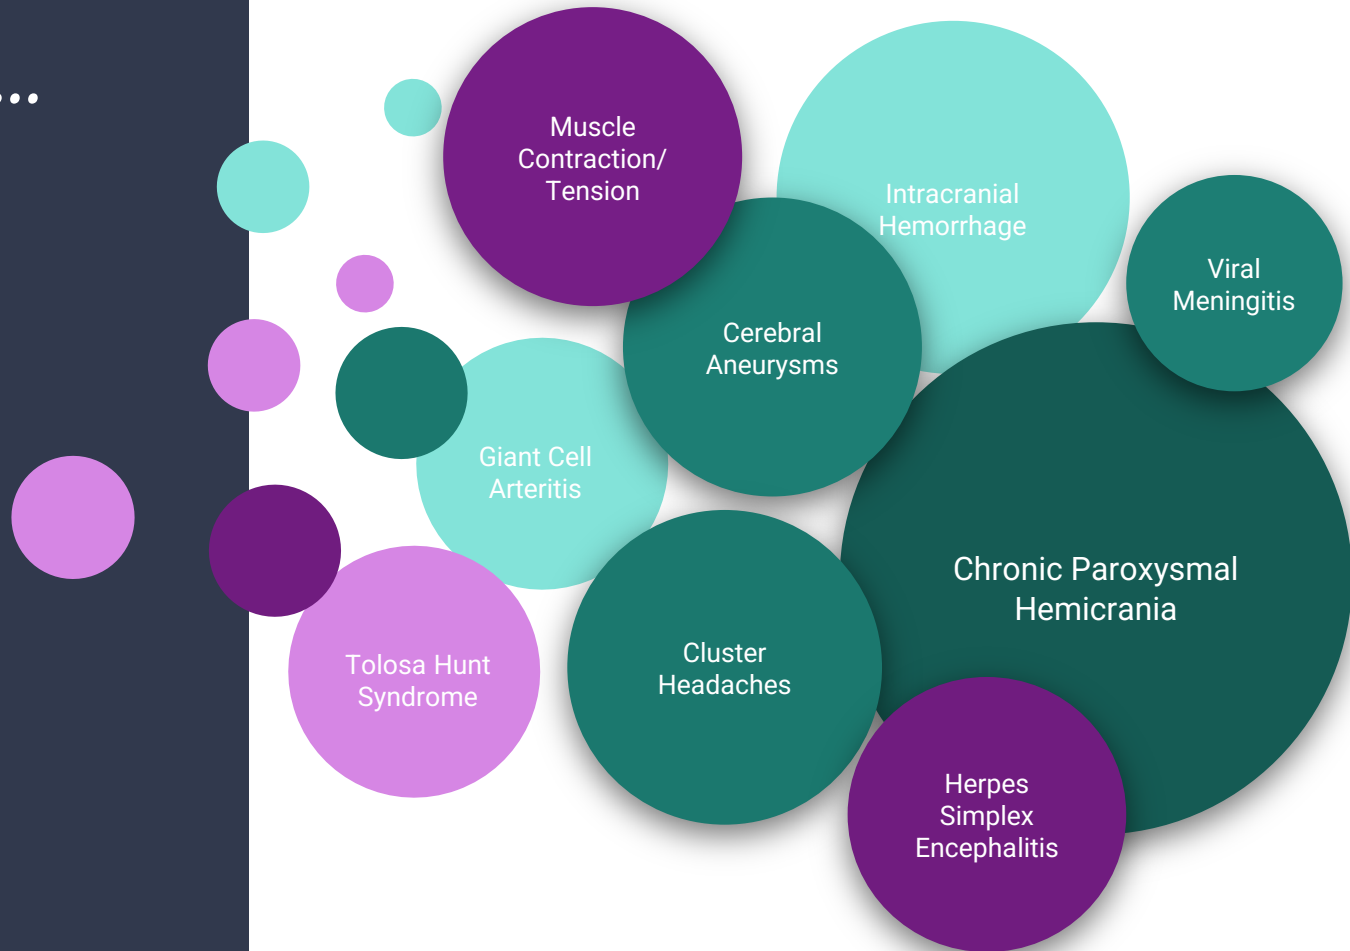 ...
Muscle
Contraction/
Tension
Intracranial
Hemorrhage
Viral
Meningitis
Cerebral
Aneurysms
Giant Cell
Arteritis
Chronic Paroxysmal
Hemicrania
Tolosa Hunt
Syndrome
Cluster
Headaches
Herpes
Simplex
Encephalitis